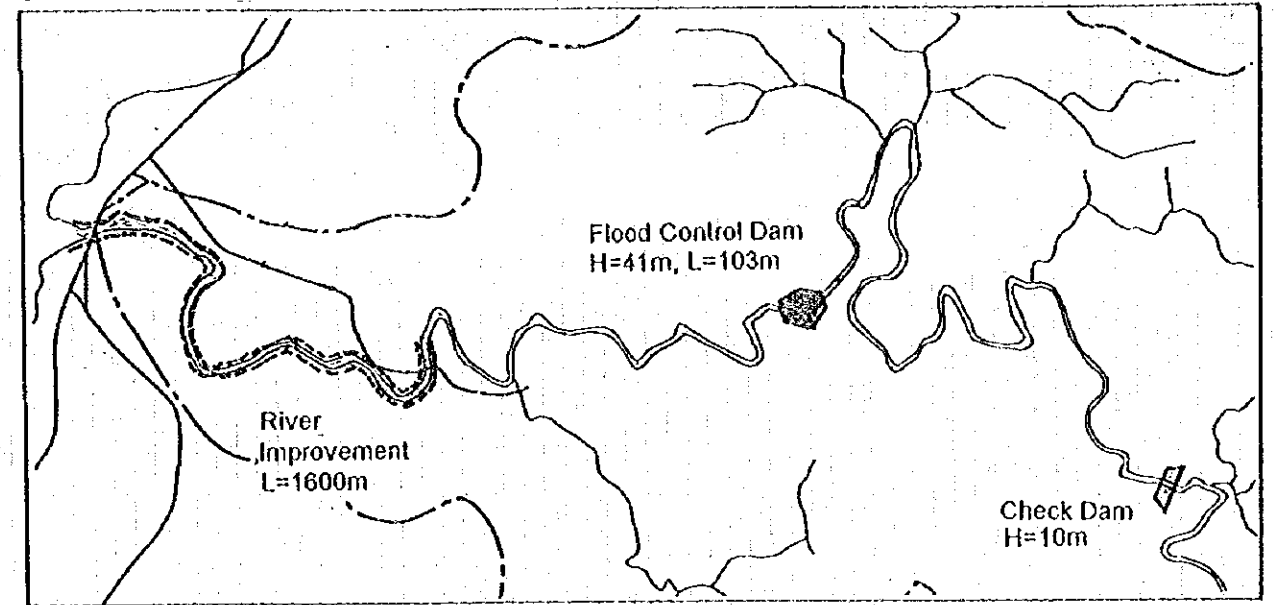 Flood Control Dam
H=41m, L=103m
River
Improvement
L=1600m
Check Dam
H=10m